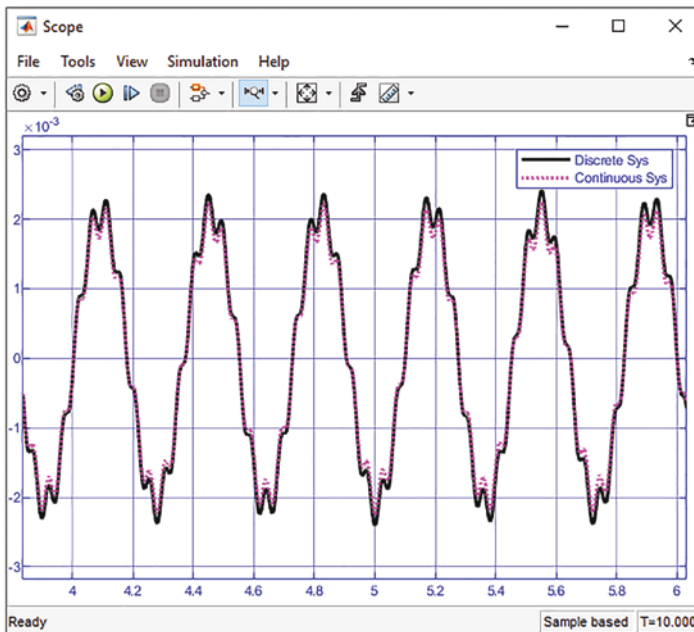 Scope
File Tools View Simulation Help
×10⁻³
3
Discrete Sys
Continuous Sys
2
1
0
-1
-2
-3
4 4.2 4.4 4.6 4.8 5 5.2 5.4 5.6 5.8 6
Ready Sample based T=10.000